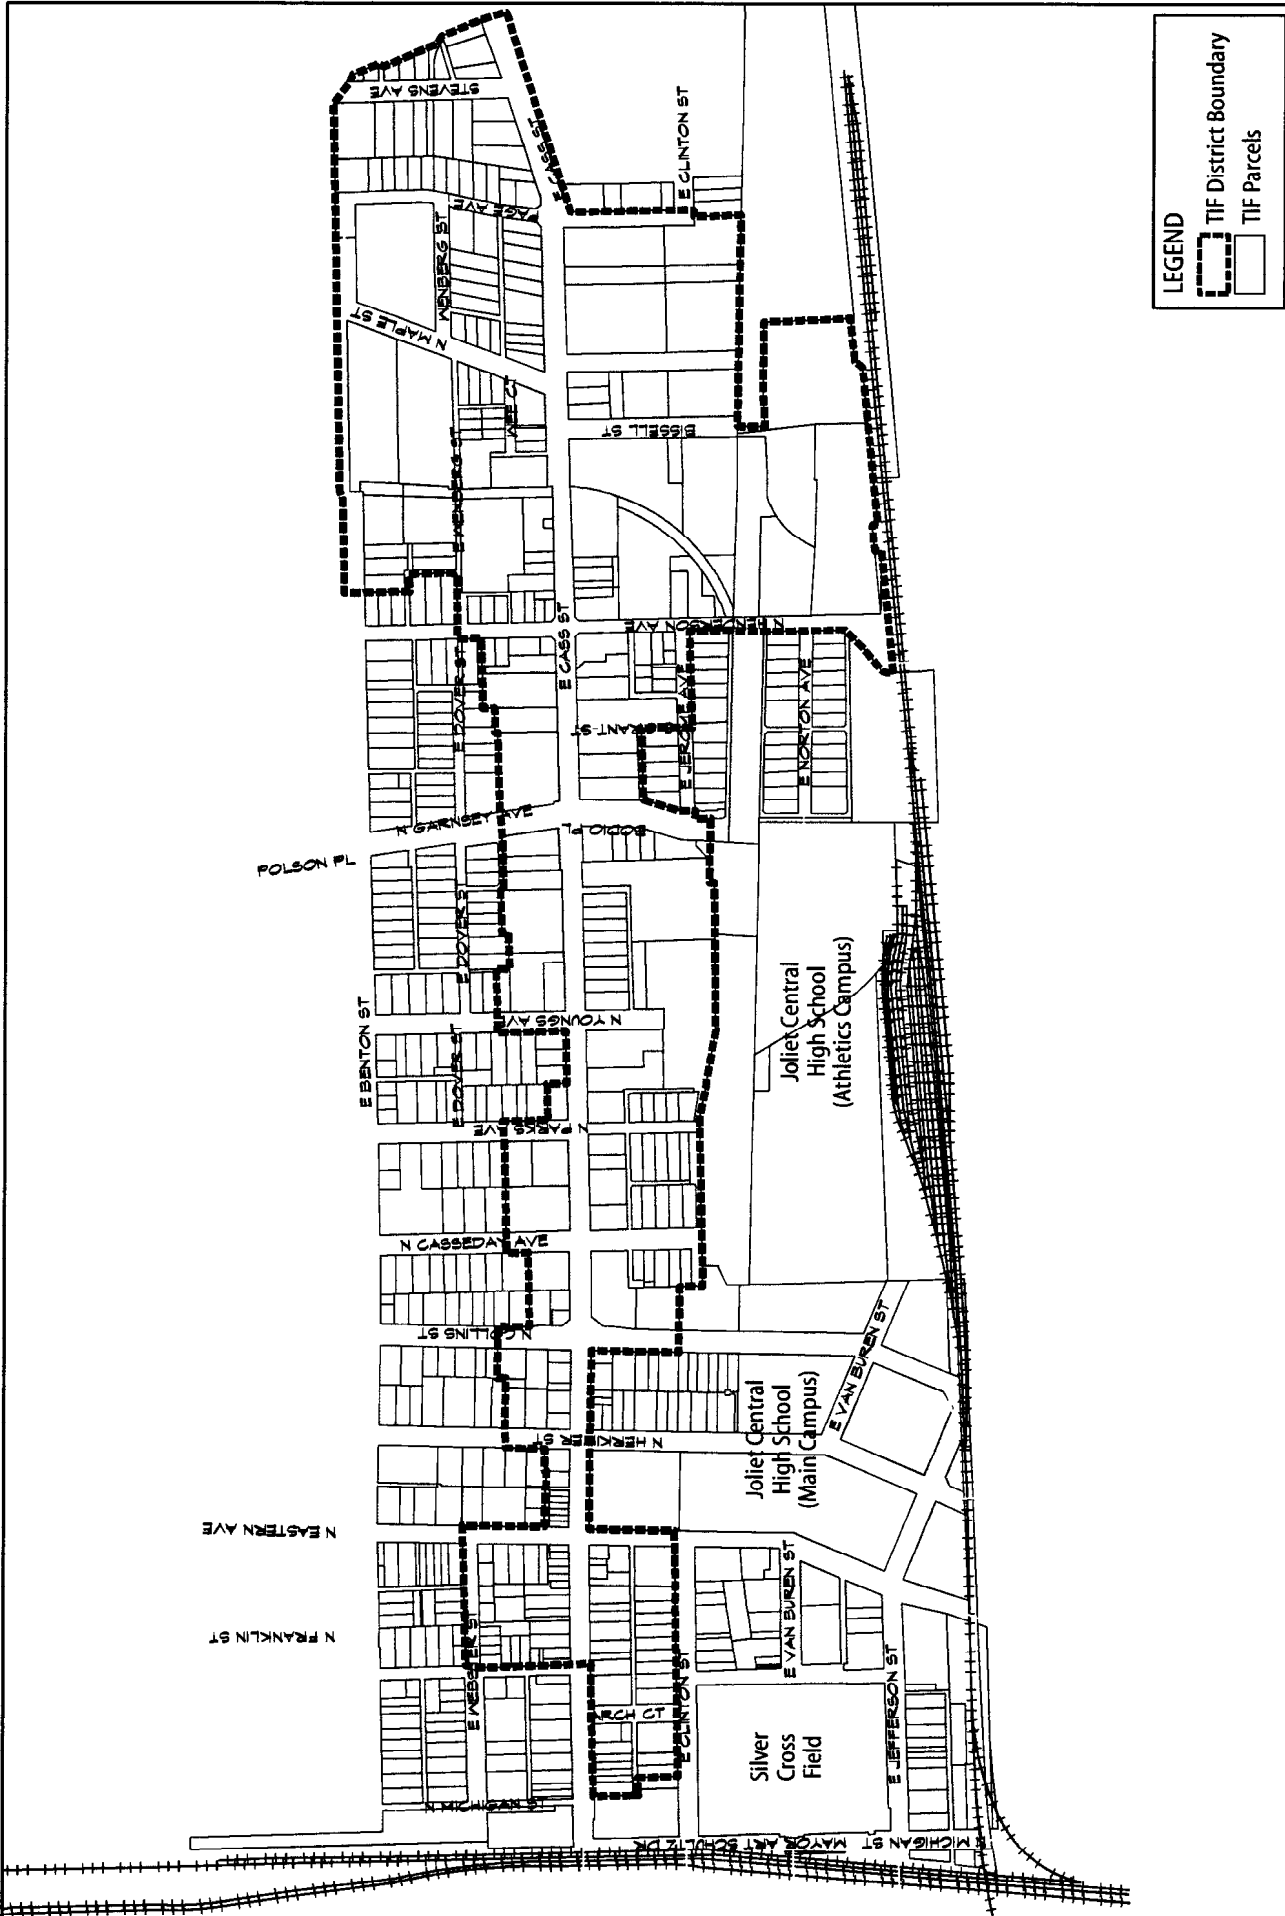 STEVENS AVE
E CASS ST
E CLINTON ST
PAGE AVE
WENBERG ST
N MAPLE ST
BISSELL ST
E WENBERG ST
E CASS ST
N HENDERSON AVE
E DOVER ST
GRANT ST
E JEROME AVE
E NORTON AVE
N GARNSEY AVE
BODIO PL
POLSON PL
E DOVER S
N YOUNGS AV
E BENTON ST
E DOVER ST
N PARKS AVE
Joliet Central
High School
(Athletics Campus)
N CASSEDAY AVE
N COLLINS ST
E VAN BUREN ST
N HERKIMER ST
Joliet Central
High School
(Main Campus)
N EASTERN AVE
E VAN BUREN ST
N FRANKLIN ST
E WEBSTER S
ARCH CT
E CLINTON ST
Silver
Cross
Field
E JEFFERSON ST
N MICHIGAN ST
MAYOR ART SCHULTZ DR
MICHIGAN ST
LEGEND
TIF District Boundary
TIF Parcels